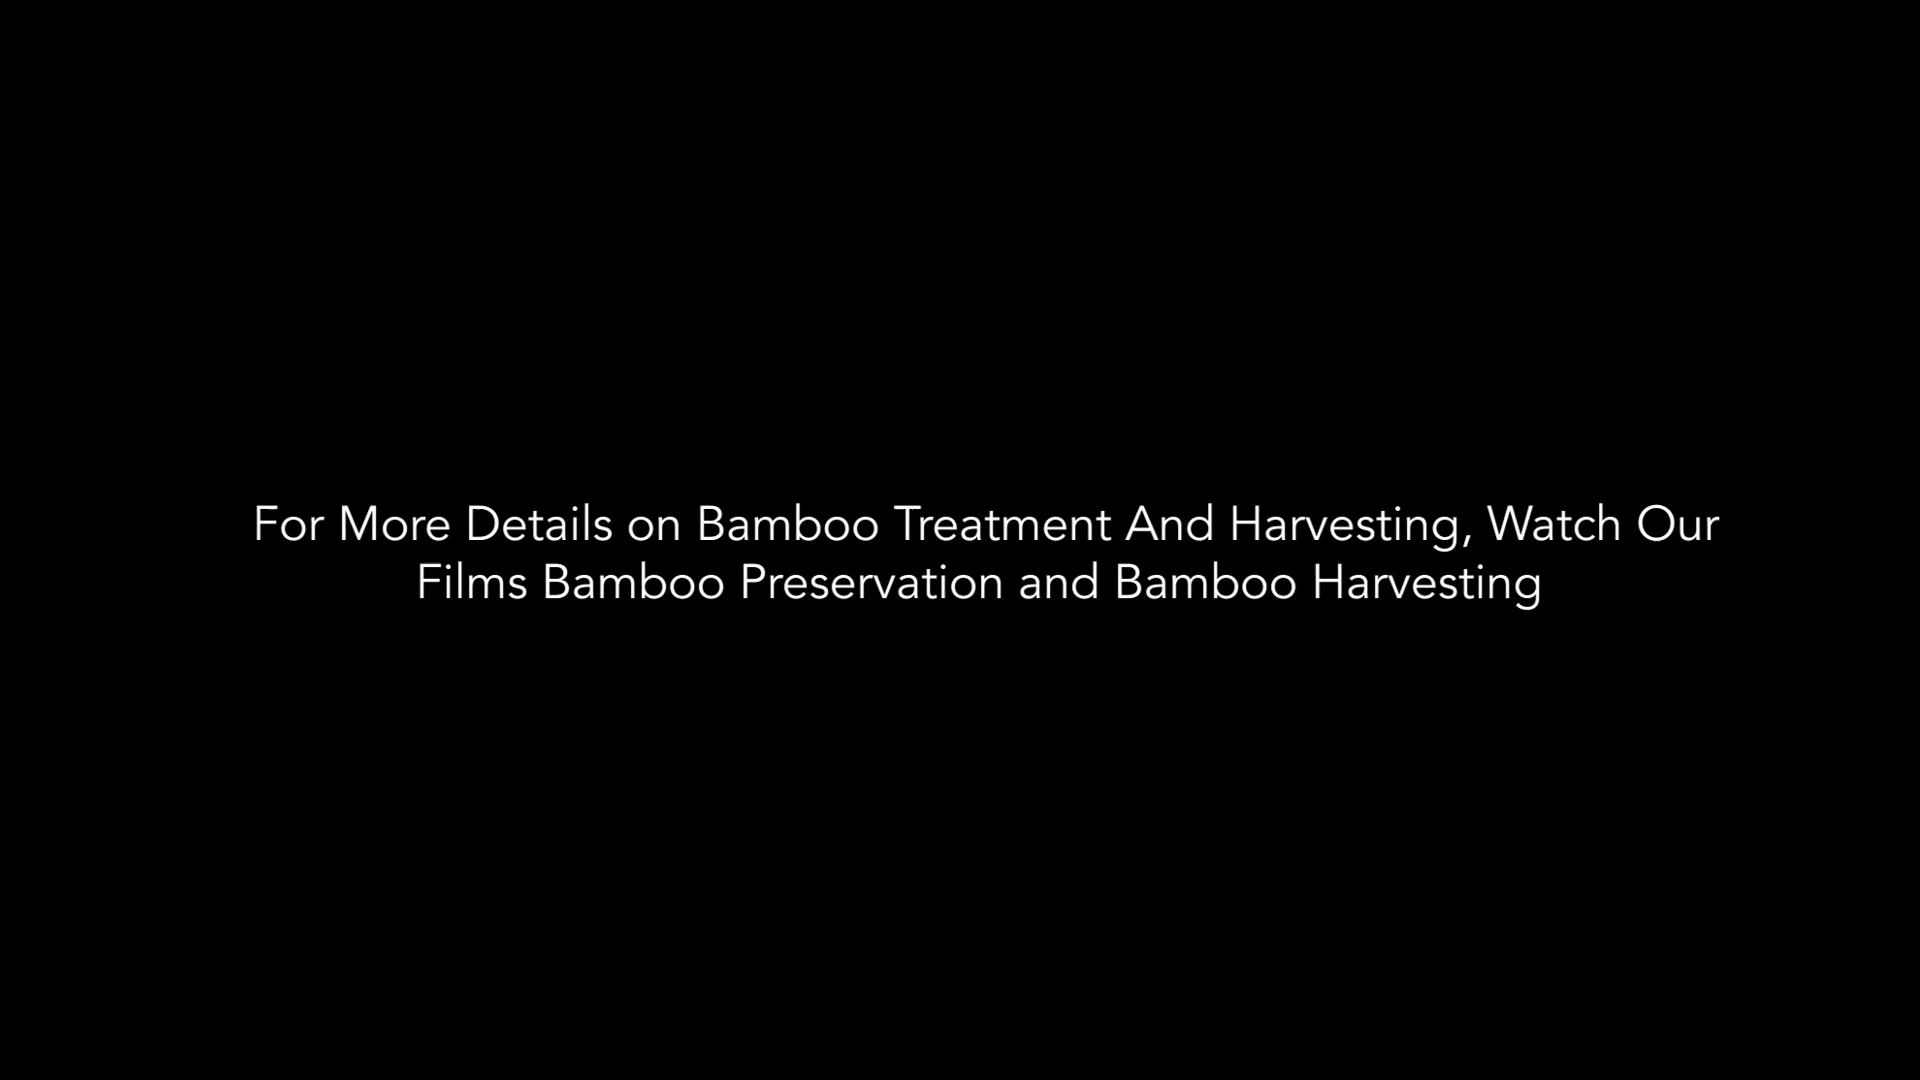 For More Details on Bamboo Treatment And Harvesting, Watch Our
Films Bamboo Preservation and Bamboo Harvesting